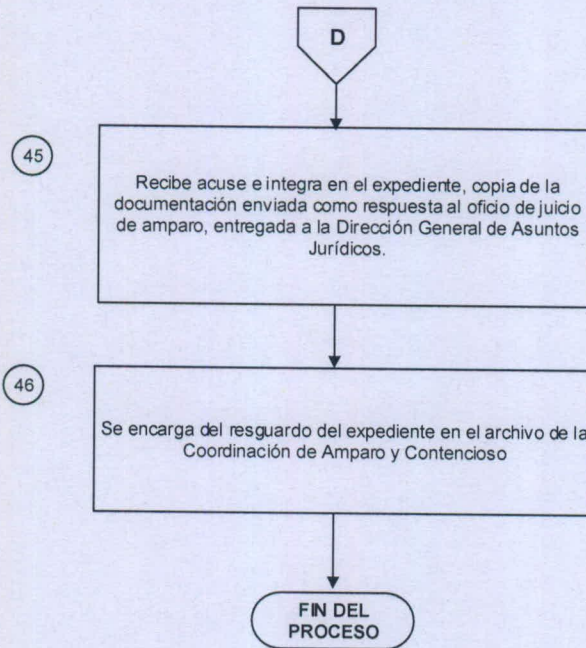 D
45
Recibe acuse e integra en el expediente, copia de la
documentación enviada como respuesta al oficio de juicio
de amparo, entregada a la Dirección General de Asuntos
Jurídicos.
46
Se encarga del resguardo del expediente en el archivo de la
Coordinación de Amparo y Contencioso
FIN DEL
PROCESO